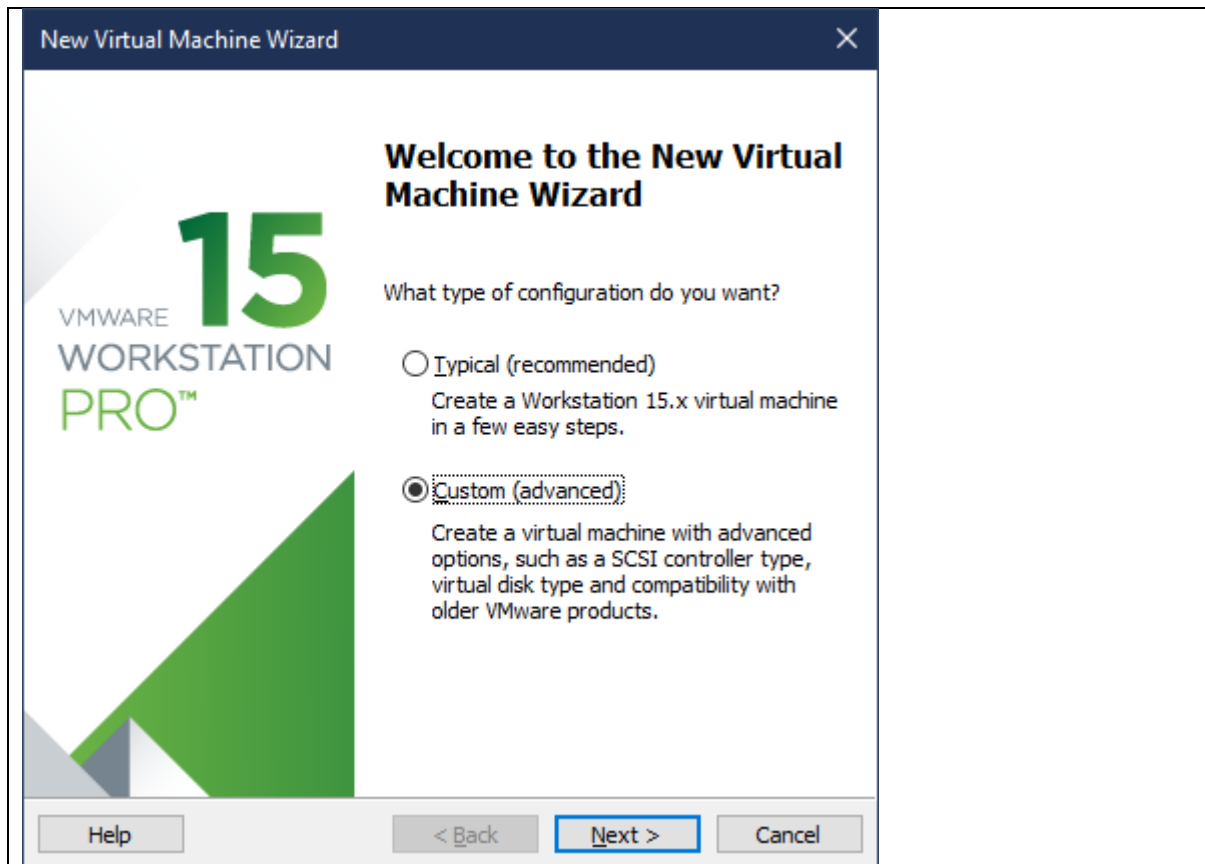 New Virtual Machine Wizard
Welcome to the New Virtual
Machine Wizard
15
VMWARE
WORKSTATION
PRO™
What type of configuration do you want?
Typical (recommended)
Create a Workstation 15.x virtual machine
in a few easy steps.
Custom (advanced)
Create a virtual machine with advanced
options, such as a SCSI controller type,
virtual disk type and compatibility with
older VMware products.
Help
< Back
Next >
Cancel